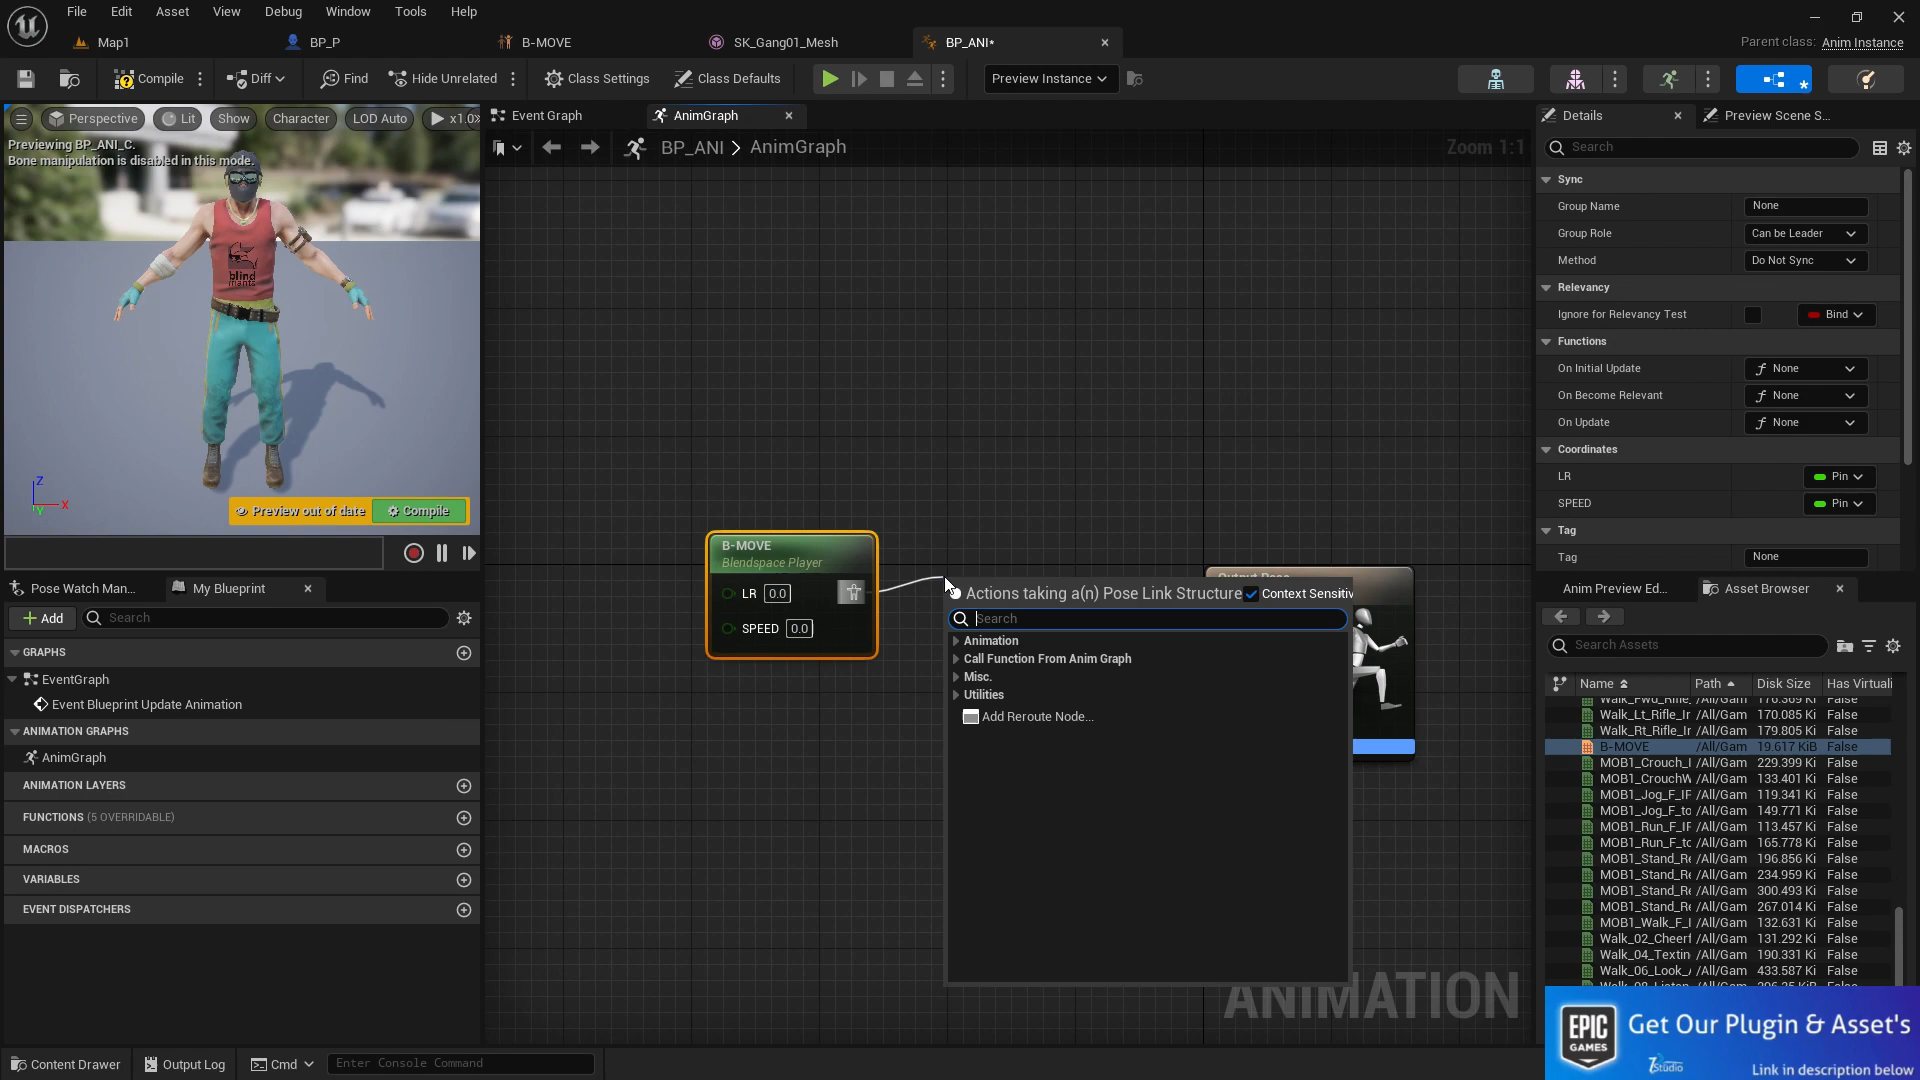 File Edit Asset View Debug Window Tools Help
Map1 BP_P B-MOVE SK_Gang01_Mesh BP_ANI* Parent class: Anim Instance
Compile Diff Find Hide Unrelated Class Settings Class Defaults Preview Instance
Perspective Lit Show Character LOD Auto x1.0
Previewing BP_ANI_C.
Bone manipulation is disabled in this mode.
blind
Z
X
Y
Preview out of date Compile
Event Graph AnimGraph
BP_ANI > AnimGraph Zoom 1:1
B-MOVE
Blendspace Player
LR 0.0
SPEED 0.0
Actions taking a(n) Pose Link Structure Context Sensitiv
Search
Animation
Call Function From Anim Graph
Misc.
Utilities
Add Reroute Node...
ANIMATION
Pose Watch Man... My Blueprint
Add Search
GRAPHS
EventGraph
Event Blueprint Update Animation
ANIMATION GRAPHS
AnimGraph
ANIMATION LAYERS
FUNCTIONS (5 OVERRIDABLE)
MACROS
VARIABLES
EVENT DISPATCHERS
Details Preview Scene S...
Search
Sync
Group Name None
Group Role Can be Leader
Method Do Not Sync
Relevancy
Ignore for Relevancy Test Bind
Functions
On Initial Update None
On Become Relevant None
On Update None
Coordinates
LR Pin
SPEED Pin
Tag
Tag None
Anim Preview Ed... Asset Browser
Search Assets
Name Path Disk Size Has Virtuali
Walk_Lt_Rifle_Ir /All/Gam 170.085 Ki False
Walk_Rt_Rifle_Ir /All/Gam 179.805 Ki False
B-MOVE /All/Gam 19.617 KiB False
MOB1_Crouch_I /All/Gam 229.399 Ki False
MOB1_CrouchW /All/Gam 133.401 Ki False
MOB1_Jog_F_IF /All/Gam 119.341 Ki False
MOB1_Jog_F_to /All/Gam 149.771 Ki False
MOB1_Run_F_IF /All/Gam 113.457 Ki False
MOB1_Run_F_to /All/Gam 165.778 Ki False
MOB1_Stand_Re /All/Gam 196.856 Ki False
MOB1_Stand_Re /All/Gam 234.959 Ki False
MOB1_Stand_Re /All/Gam 300.493 Ki False
MOB1_Stand_Re /All/Gam 267.014 Ki False
MOB1_Walk_F_I /All/Gam 132.631 Ki False
Walk_02_Cheerf /All/Gam 131.292 Ki False
Walk_04_Textin /All/Gam 190.331 Ki False
Walk_06_Look_ /All/Gam 433.587 Ki False
EPIC GAMES
Get Our Plugin & Asset's
7Studio
Link in description below
Content Drawer Output Log Cmd Enter Console Command